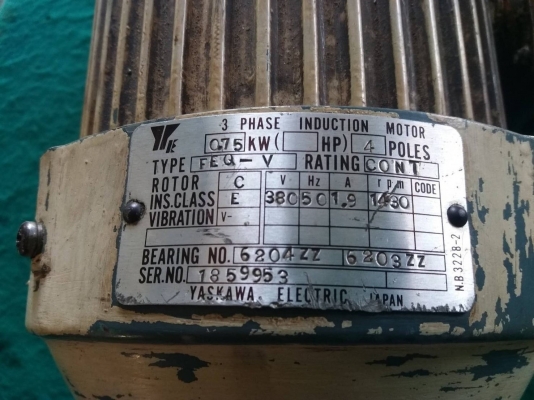 3 PHASE INDUCTION MOTOR
0.75 KW ( HP) 4 POLES
TYPE FEQ-V RATING CONT
ROTOR C V Hz A rpm CODE
INS.CLASS E 380 50 1.9 1430
VIBRATION V-
BEARING NO. 6204ZZ 6203ZZ
SER.NO. 1859953
YASKAWA ELECTRIC JAPAN
N.B3228-2